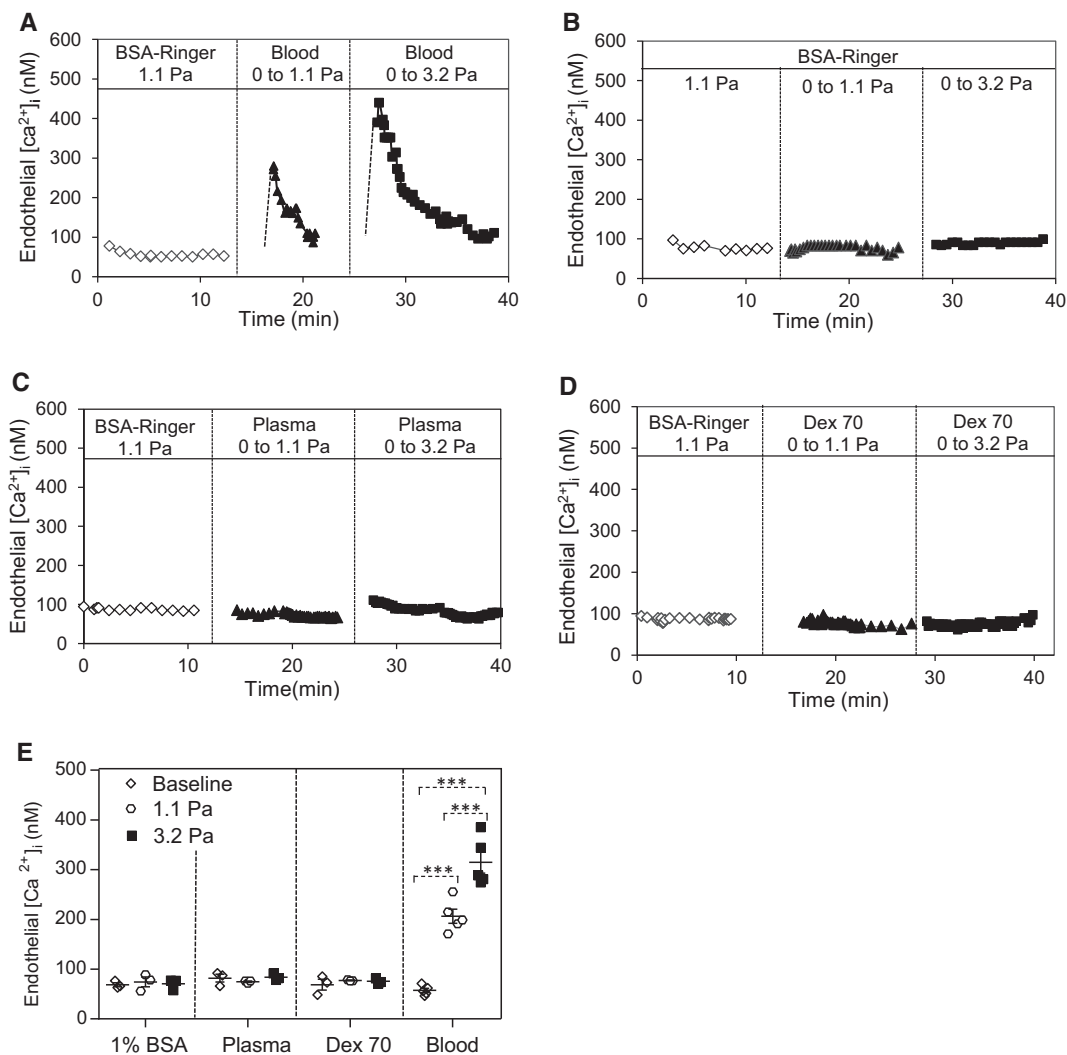 A
600
500
400
300
200
100
0
Endothelial [ca²⁺]ᵢ (nM)
BSA-Ringer
1.1 Pa
Blood
0 to 1.1 Pa
Blood
0 to 3.2 Pa
0 10 20 30 40
Time (min)
B
600
500
400
300
200
100
0
Endothelial [Ca²⁺]ᵢ (nM)
BSA-Ringer
1.1 Pa
0 to 1.1 Pa
0 to 3.2 Pa
0 10 20 30 40
Time (min)
C
600
500
400
300
200
100
0
Endothelial [Ca²⁺]ᵢ (nM)
BSA-Ringer
1.1 Pa
Plasma
0 to 1.1 Pa
Plasma
0 to 3.2 Pa
0 10 20 30 40
Time(min)
D
600
500
400
300
200
100
0
Endothelial [Ca²⁺]ᵢ (nM)
BSA-Ringer
1.1 Pa
Dex 70
0 to 1.1 Pa
Dex 70
0 to 3.2 Pa
0 10 20 30 40
Time (min)
E
500
400
300
200
100
0
Endothelial [Ca ²⁺]ᵢ (nM)
Baseline
1.1 Pa
3.2 Pa
***
***
***
1% BSA Plasma Dex 70 Blood